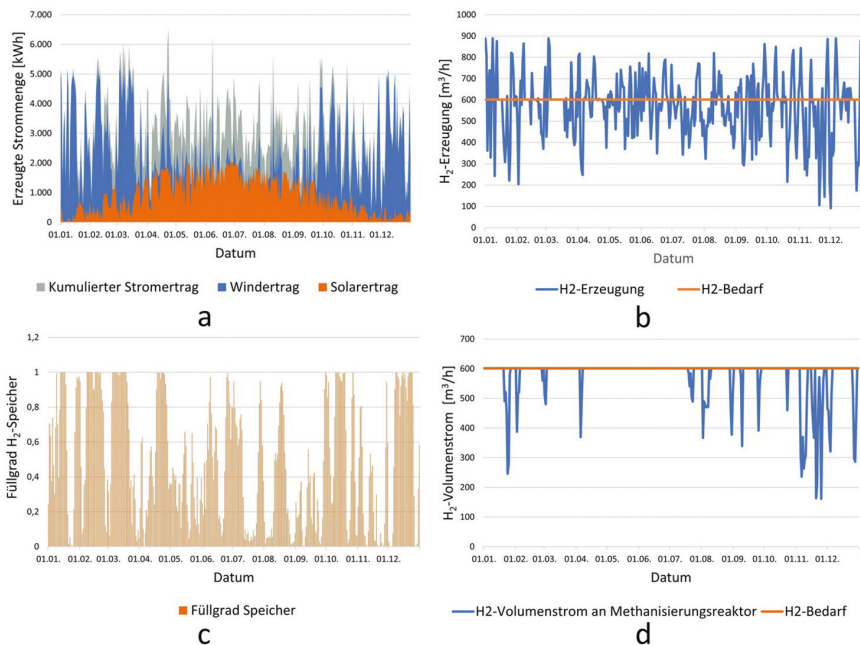 7.000
6.000
5.000
4.000
3.000
2.000
1.000
0
Erzeugte Strommenge [kWh]
01.01. 01.02. 01.03. 01.04. 01.05. 01.06. 01.07. 01.08. 01.09. 01.10. 01.11. 01.12.
Datum
Kumulierter Stromertrag Windertrag Solarertrag
a
1000
900
800
700
600
500
400
300
200
100
0
H2-Erzeugung [m³/h]
01.01. 01.02. 01.03. 01.04. 01.05. 01.06. 01.07. 01.08. 01.09. 01.10. 01.11. 01.12.
Datum
H2-Erzeugung H2-Bedarf
b
1,2
1
0,8
0,6
0,4
0,2
0
Füllgrad H2-Speicher
01.01. 01.02. 01.03. 01.04. 01.05. 01.06. 01.07. 01.08. 01.09. 01.10. 01.11. 01.12.
Datum
Füllgrad Speicher
c
700
600
500
400
300
200
100
0
H2-Volumenstrom [m³/h]
01.01. 01.02. 01.03. 01.04. 01.05. 01.06. 01.07. 01.08. 01.09. 01.10. 01.11. 01.12.
Datum
H2-Volumenstrom an Methanisierungsreaktor H2-Bedarf
d